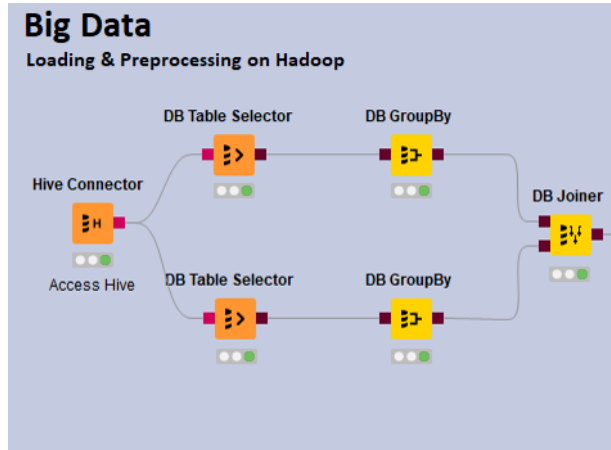 Big Data
Loading & Preprocessing on Hadoop
DB Table Selector
DB GroupBy
Hive Connector
DB Joiner
H
Access Hive
DB Table Selector
DB GroupBy